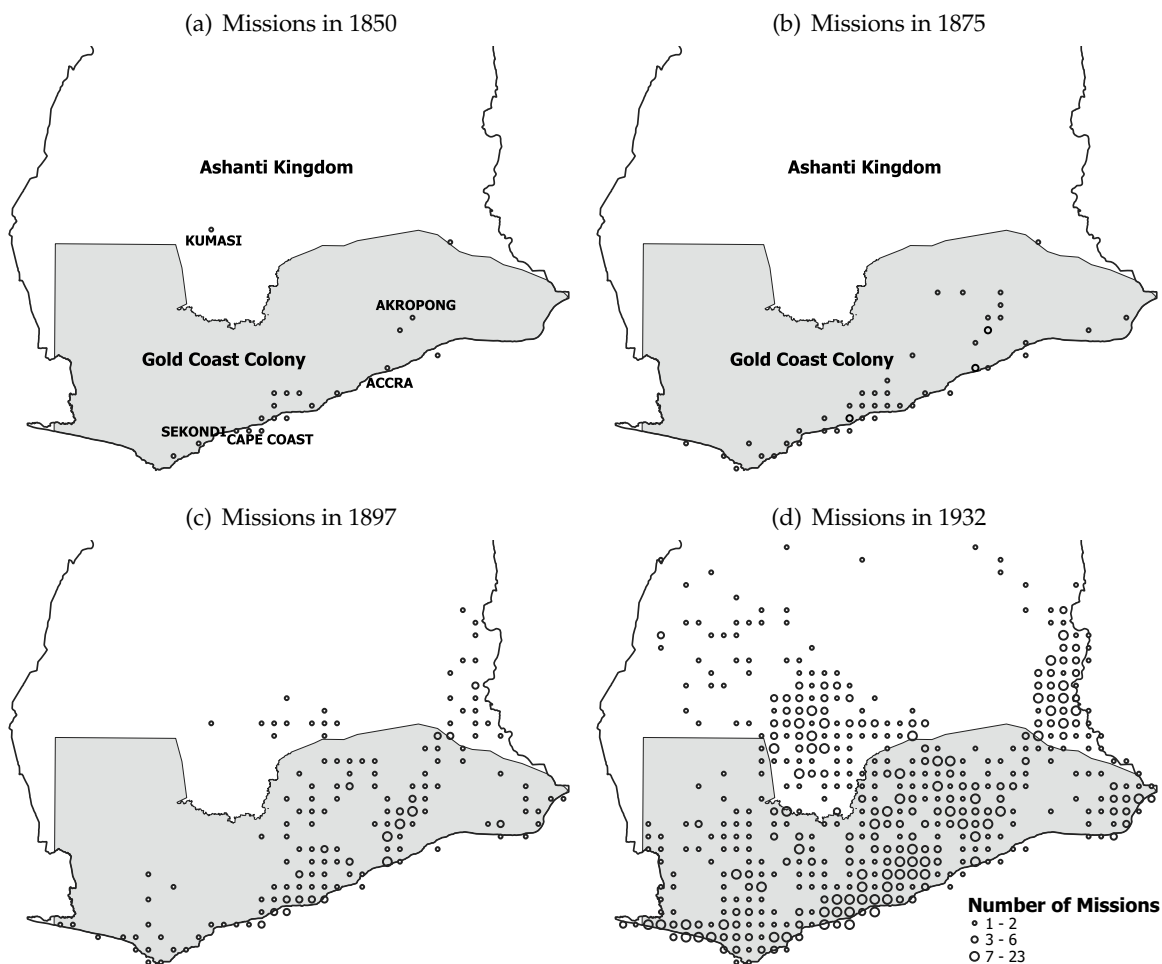 (a) Missions in 1850
(b) Missions in 1875
Ashanti Kingdom
Ashanti Kingdom
KUMASI
AKROPONG
Gold Coast Colony
Gold Coast Colony
ACCRA
SEKONDI
CAPE COAST
(c) Missions in 1897
(d) Missions in 1932
Number of Missions
1 - 2
3 - 6
7 - 23